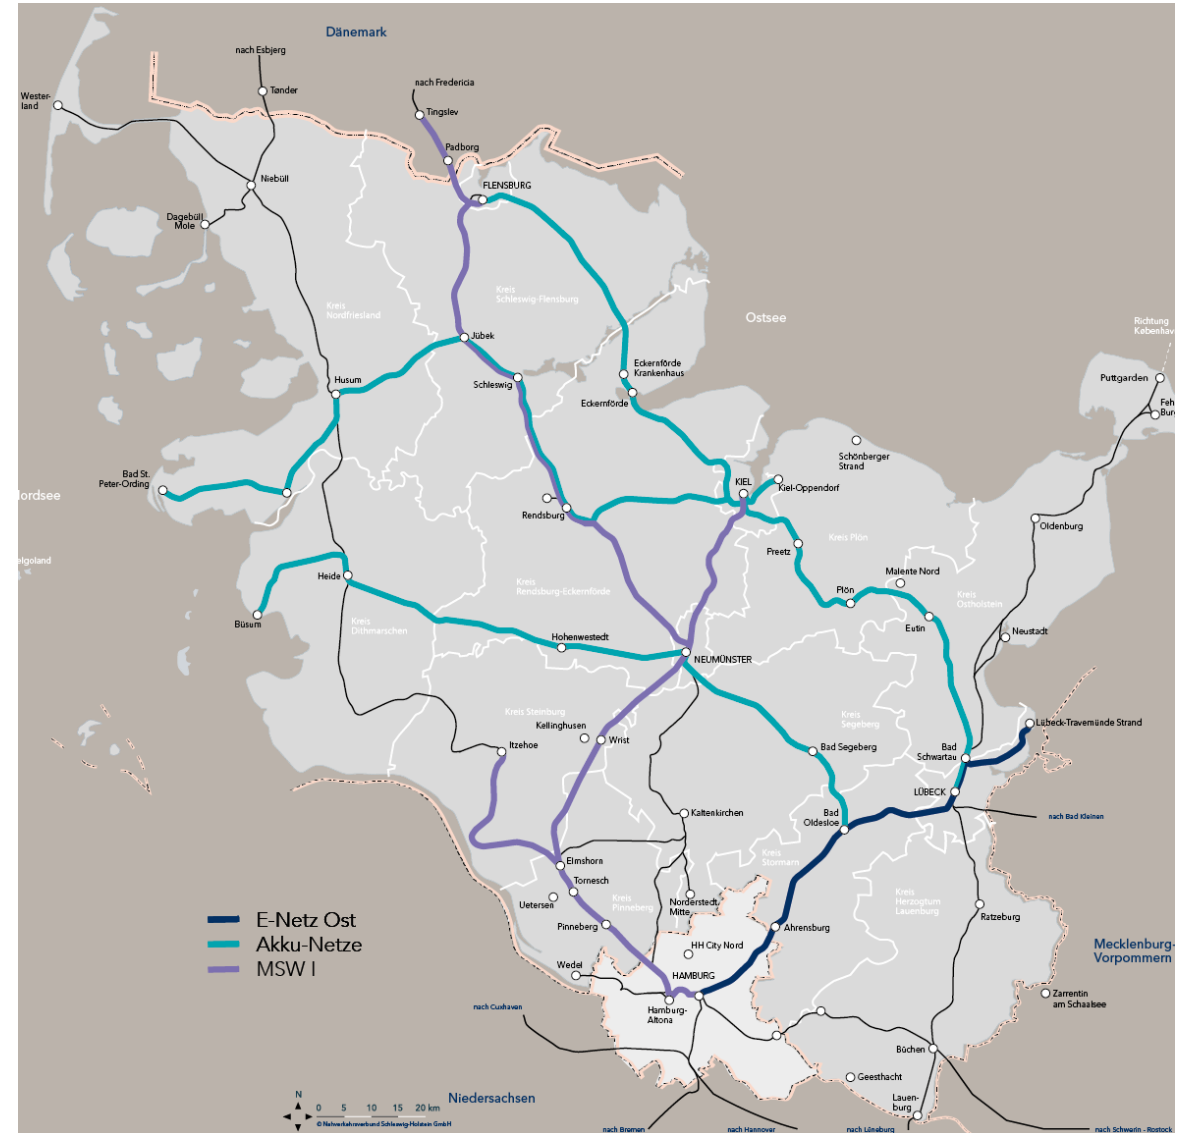 Dänemark
nach Esbjerg
Tønder
nach Fredericia
Wester-
land
Tingslev
Padborg
Niebüll
FLENSBURG
Dagebüll
Mole
Kreis
Schleswig-Flensburg
Kreis
Nordfriesland
Ostsee
Richtung
Jübek
Eckernförde
Krankenhaus
Husum
Schleswig
Puttgarden
Eckernförde
Schönberger
Strand
Bad St.
Peter-Ording
KIEL
Kiel-Oppendorf
Rendsburg
Oldenburg
Kreis Plön
Preetz
Heide
Kreis
Rendsburg-Eckernförde
Malente Nord
Plön
Kreis
Ostholstein
Büsum
Kreis
Dithmarschen
Eutin
Neustadt
Hohenwestedt
NEUMÜNSTER
Kreis Steinburg
Kreis
Segeberg
Kellinghusen
Lübeck-Travemünde Strand
Itzehoe
Wrist
Bad Segeberg
Bad
Schwartau
LÜBECK
Kaltenkirchen
Bad
Oldesloe
nach Bad Kleinen
Elmshorn
Kreis
Stormarn
Tornesch
Uetersen
Kreis
Pinneberg
Norderstedt
Mitte
Kreis
Herzogtum
Lauenburg
Ratzeburg
E-Netz Ost
Akku-Netze
MSW I
Pinneberg
Ahrensburg
HH City Nord
Mecklenburg-
Vorpommern
Wedel
HAMBURG
Zarrentin
am Schaalsee
nach Cuxhaven
Hamburg-
Altona
Büchen
Geesthacht
Niedersachsen
Lauen-
burg
N
0 5 10 15 20 km
© Nahverkehrsverbund Schleswig-Holstein GmbH
nach Bremen
nach Hannover
nach Lüneburg
nach Schwerin - Rostock